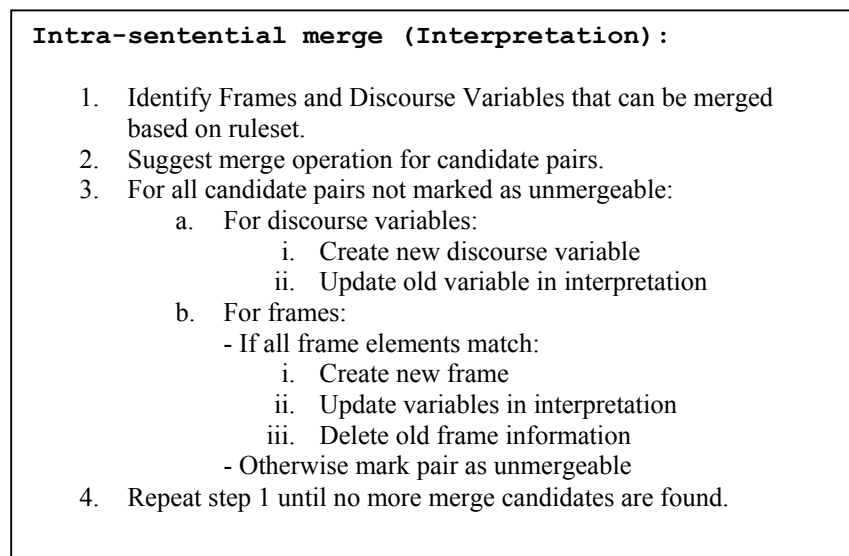 Intra-sentential merge (Interpretation):
1. Identify Frames and Discourse Variables that can be merged
based on ruleset.
2. Suggest merge operation for candidate pairs.
3. For all candidate pairs not marked as unmergeable:
a. For discourse variables:
i. Create new discourse variable
ii. Update old variable in interpretation
b. For frames:
- If all frame elements match:
i. Create new frame
ii. Update variables in interpretation
iii. Delete old frame information
- Otherwise mark pair as unmergeable
4. Repeat step 1 until no more merge candidates are found.